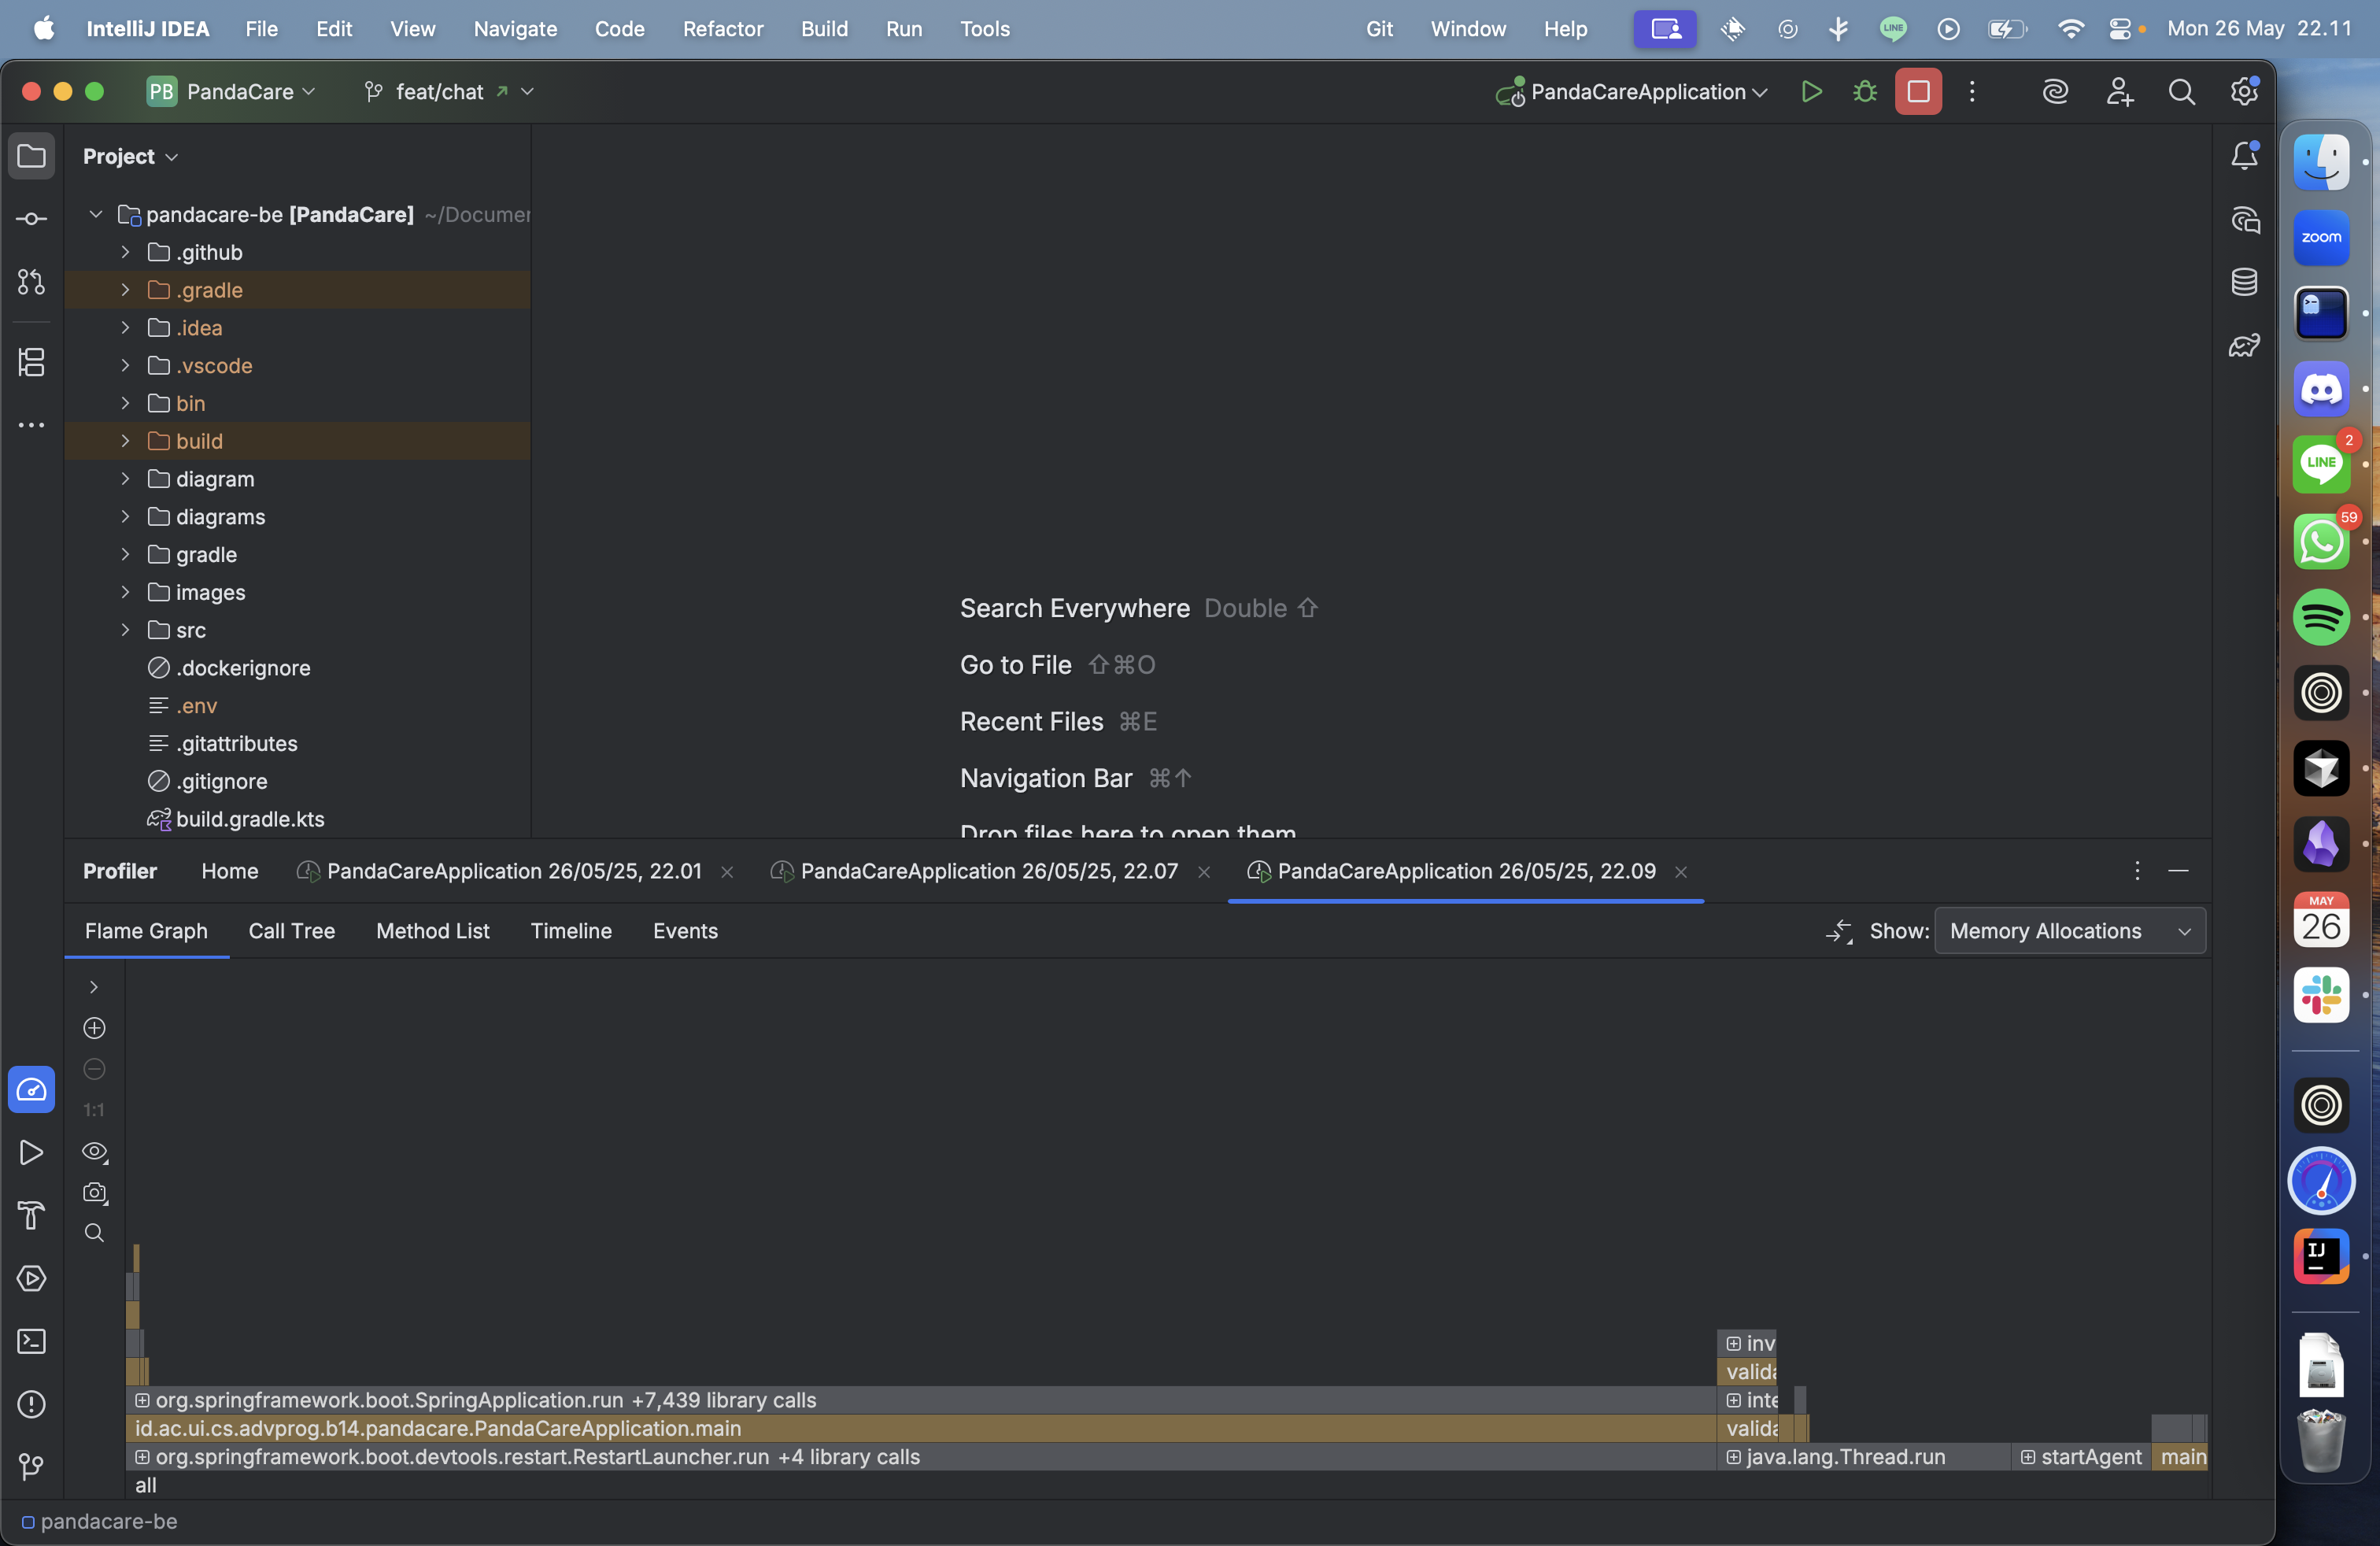 IntelliJ IDEA File Edit View Navigate Code Refactor Build Run Tools Git Window Help LINE Mon 26 May 22.11
PB PandaCare feat/chat PandaCareApplication
Project
pandacare-be [PandaCare] ~/Documen
.github
.gradle
.idea
.vscode
bin
build
diagram
diagrams
gradle
images
src
.dockerignore
.env
.gitattributes
.gitignore
build.gradle.kts
Search Everywhere Double ⇧
Go to File ⇧⌘O
Recent Files ⌘E
Navigation Bar ⌘↑
Drop files here to open them
Profiler Home PandaCareApplication 26/05/25, 22.01 PandaCareApplication 26/05/25, 22.07 PandaCareApplication 26/05/25, 22.09
Flame Graph Call Tree Method List Timeline Events Show: Memory Allocations
1:1
inv
valida
org.springframework.boot.SpringApplication.run +7,439 library calls inte
id.ac.ui.cs.advprog.b14.pandacare.PandaCareApplication.main valida
org.springframework.boot.devtools.restart.RestartLauncher.run +4 library calls java.lang.Thread.run startAgent main
all
pandacare-be
zoom
2
LINE
59
MAY
26
IJ